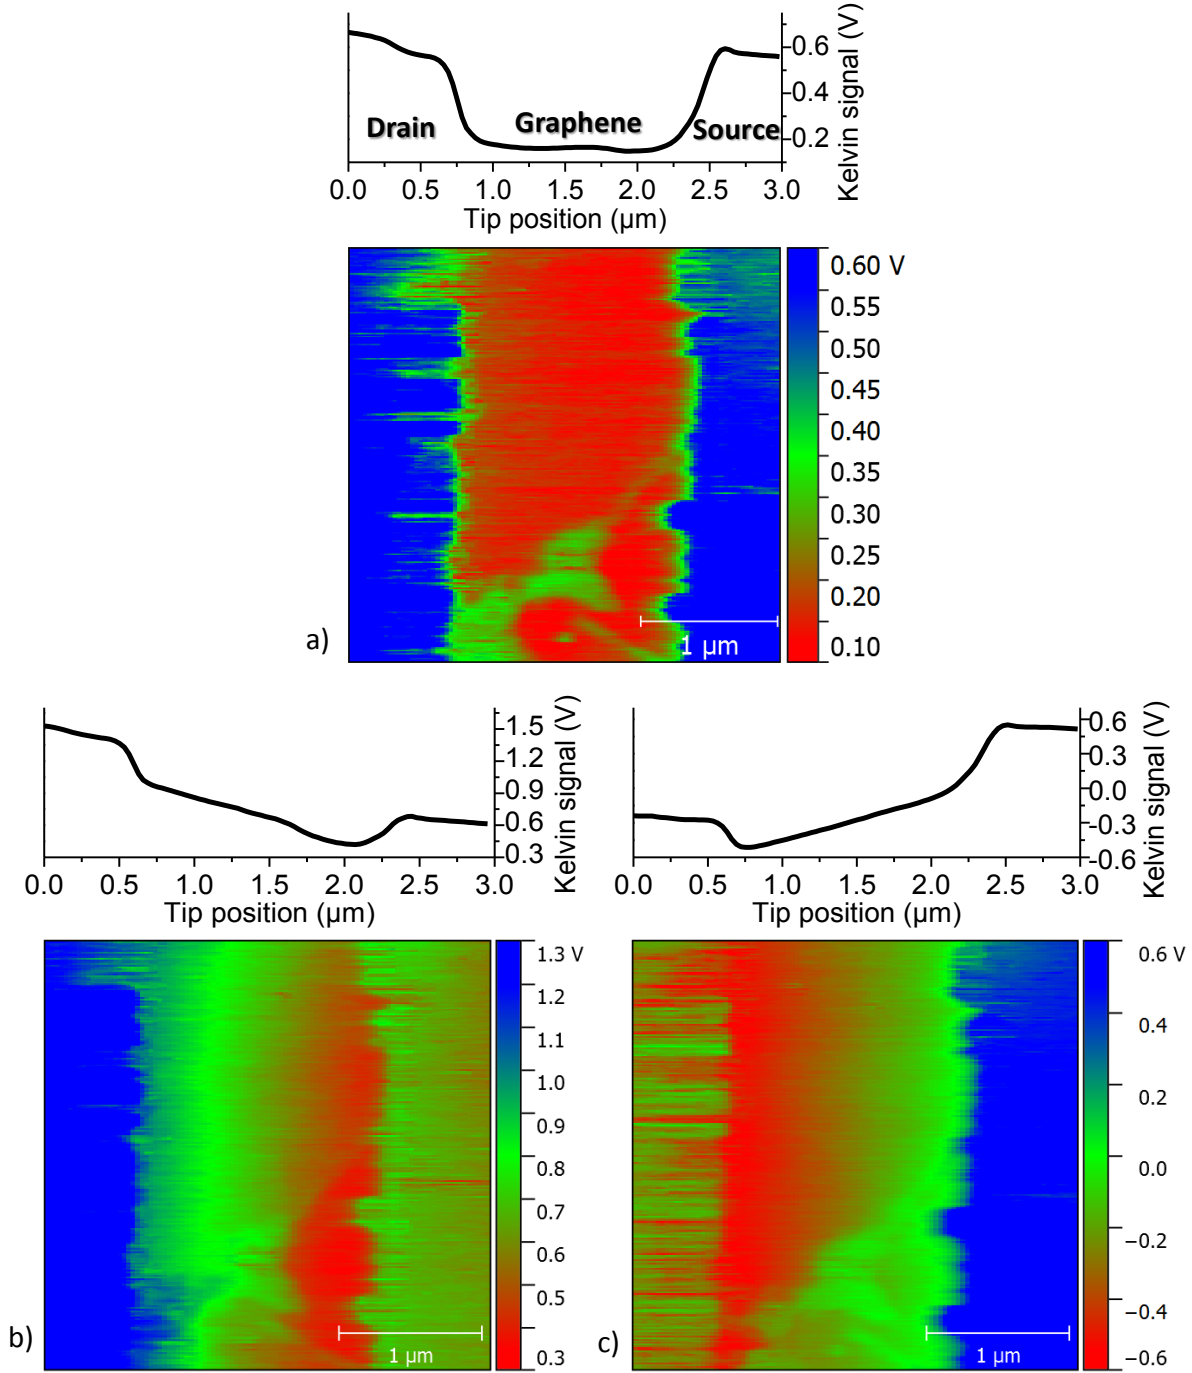 0.6
0.4
0.2
Kelvin signal (V)
Drain
Graphene
Source
0.0 0.5 1.0 1.5 2.0 2.5 3.0
Tip position (µm)
0.60 V
0.55
0.50
0.45
0.40
0.35
0.30
0.25
0.20
0.10
1 µm
a)
1.5
1.2
0.9
0.6
0.3
Kelvin signal (V)
0.0 0.5 1.0 1.5 2.0 2.5 3.0
Tip position (µm)
1.3 V
1.2
1.1
1.0
0.9
0.8
0.7
0.6
0.5
0.3
1 µm
b)
0.6
0.3
0.0
-0.3
-0.6
Kelvin signal (V)
0.0 0.5 1.0 1.5 2.0 2.5 3.0
Tip position (µm)
0.6 V
0.4
0.2
0.0
−0.2
−0.4
−0.6
1 µm
c)